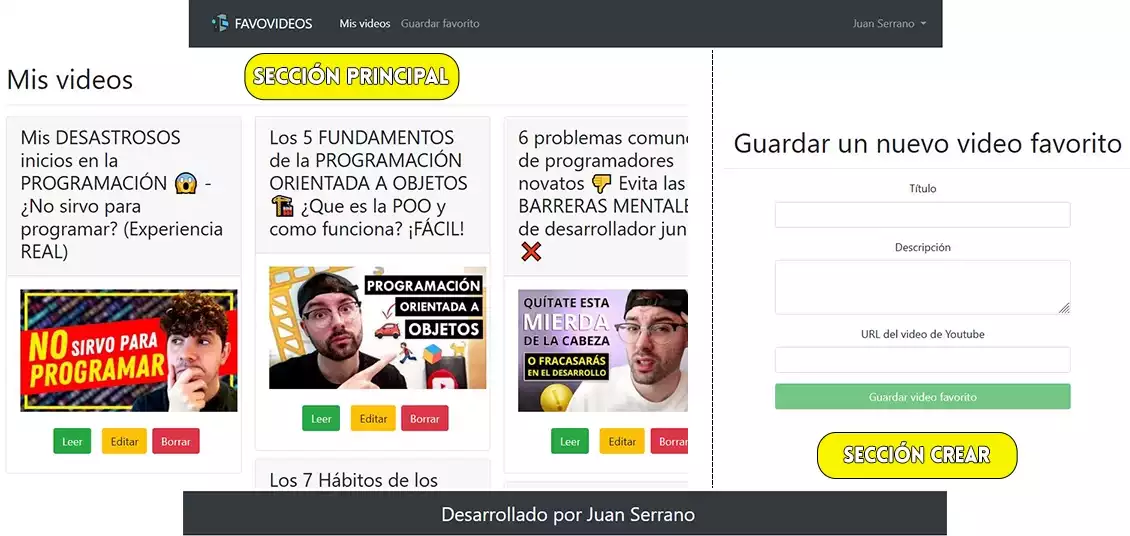 FAVOVIDEOS Mis videos Guardar favorito Juan Serrano
Mis videos
SECCIÓN PRINCIPAL
Mis DESASTROSOS
inicios en la
PROGRAMACIÓN 😱 -
¿No sirvo para
programar? (Experiencia
REAL)
NO SIRVO PARA
PROGRAMAR
Leer Editar Borrar
Los 5 FUNDAMENTOS
de la PROGRAMACIÓN
ORIENTADA A OBJETOS
🏗️ ¿Que es la POO y
como funciona? ¡FÁCIL!
PROGRAMACIÓN
ORIENTADA A
OBJETOS
Leer Editar Borrar
Los 7 Hábitos de los
6 problemas comune
de programadores
novatos 👎 Evita las
BARRERAS MENTALE
de desarrollador jun
❌
QUÍTATE ESTA
MIERDA
DE LA CABEZA
O FRACASARÁS
EN EL DESARROLLO
Leer Editar Borra
Guardar un nuevo video favorito
Título
Descripción
URL del video de Youtube
Guardar video favorito
SECCIÓN CREAR
Desarrollado por Juan Serrano